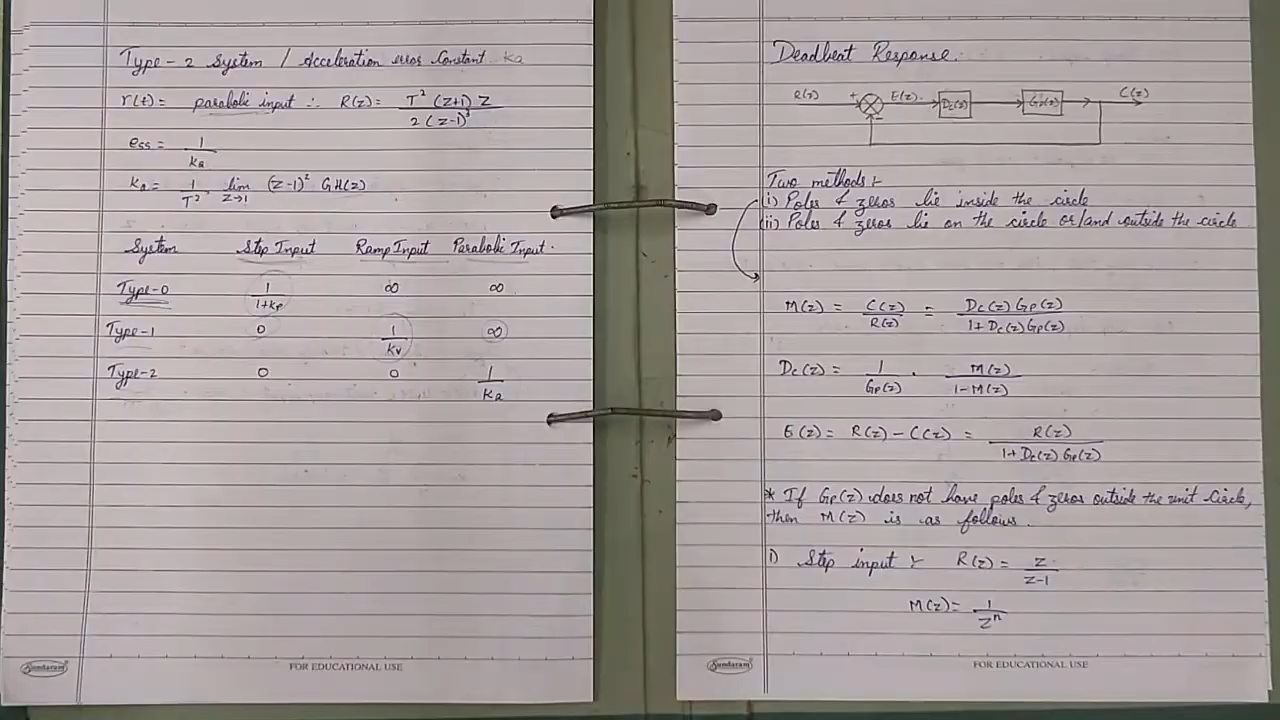 Type-2 System / Acceleration error Constant Ka
r(t) = parabolic input ∴ R(z) = T² (z+1) z / 2 (z-1)³
ess = 1 / Ka
Ka = 1 / T² lim z→1 (z-1)² GH(z)
System Step Input Ramp Input Parabolic Input.
Type-0 1 / 1+Kp ∞ ∞
Type-1 0 1 / Kv ∞
Type-2 0 0 1 / Ka
Sundaram
FOR EDUCATIONAL USE
Deadbeat Response:
R(z) + E(z). Dc(z) Gp(z) C(z)
-
Two methods:-
(i) Poles & zeros lie inside the circle
(ii) Poles & zeros lie on the circle or/and outside the circle
M(z) = C(z) / R(z) = Dc(z) Gp(z) / 1 + Dc(z) Gp(z)
Dc(z) = 1 / Gp(z) . M(z) / 1 - M(z)
E(z) = R(z) - C(z) = R(z) / 1 + Dc(z) Gp(z)
* If Gp(z) does not have poles & zeros outside the unit circle,
then M(z) is as follows.
1) Step input :- R(z) = z / z-1
M(z) = 1 / zⁿ
Sundaram
FOR EDUCATIONAL USE